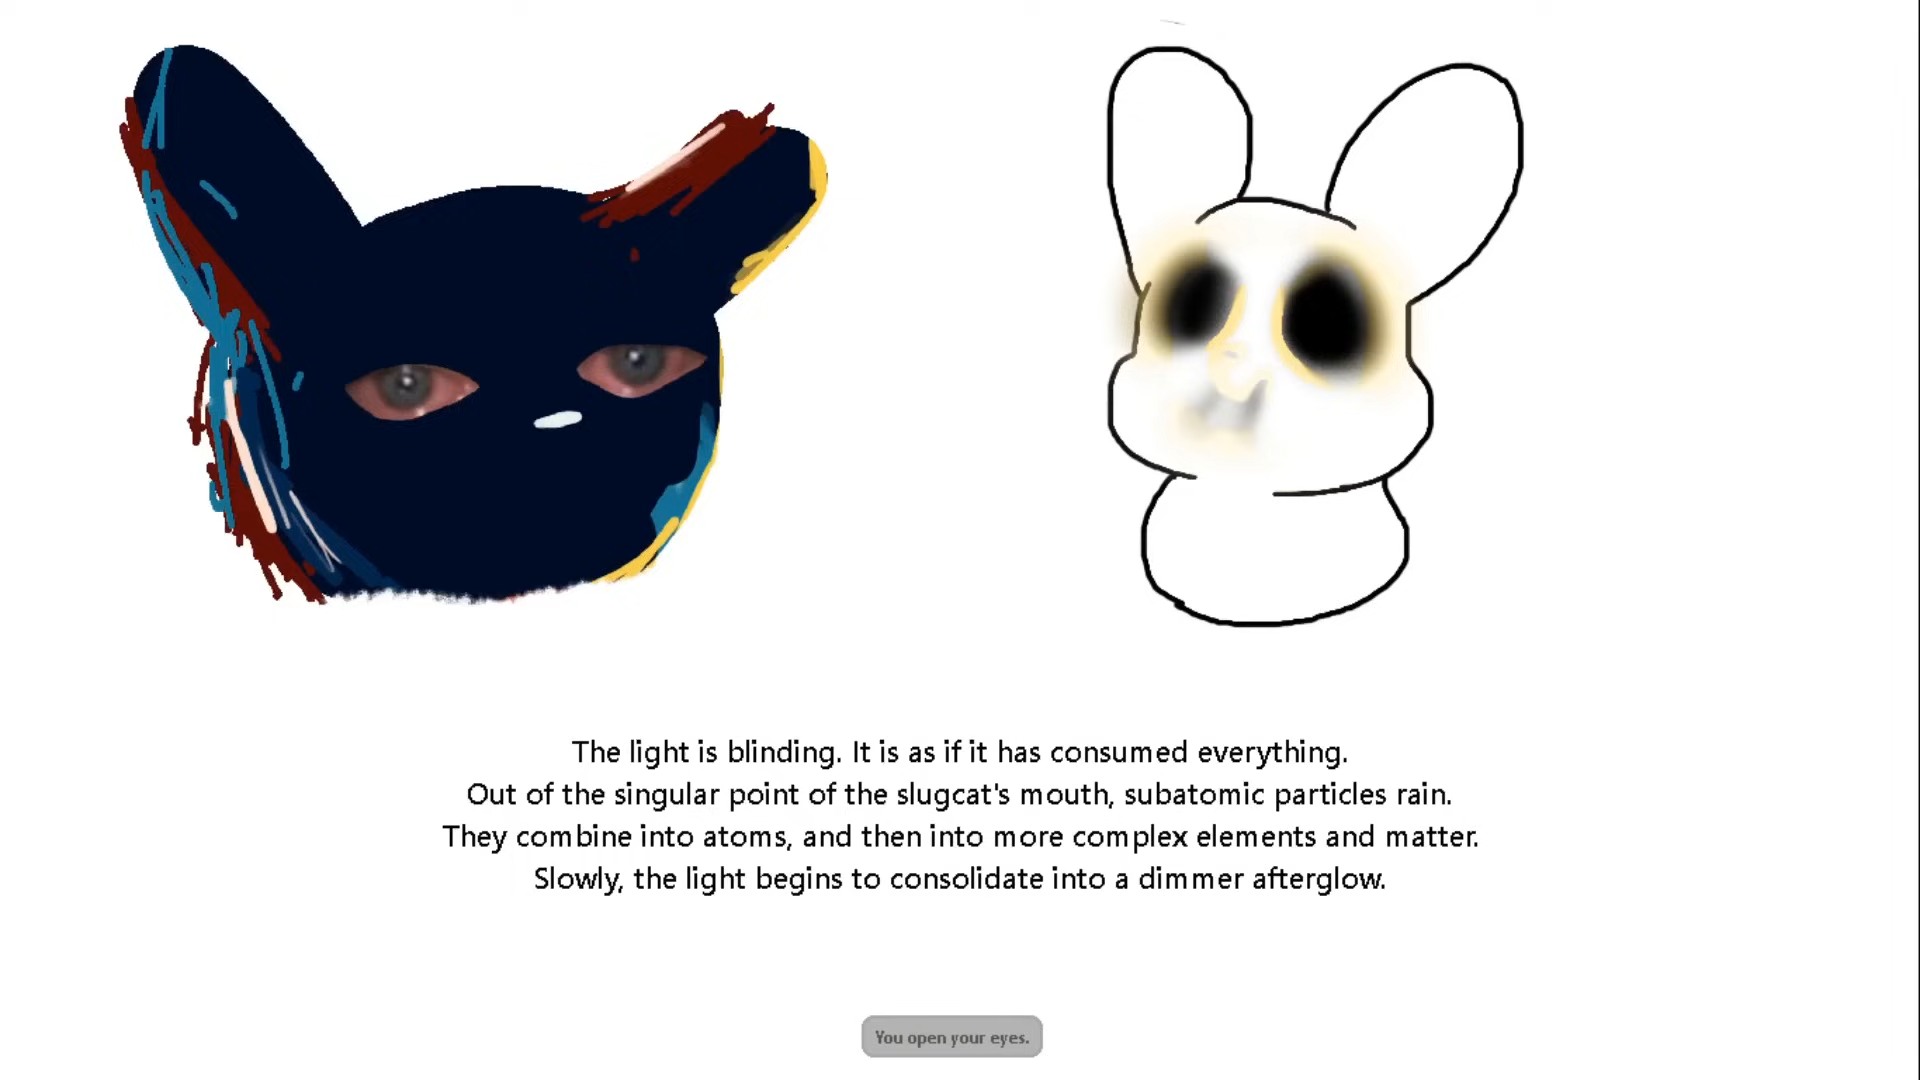 The light is blinding. It is as if it has consumed everything.
Out of the singular point of the slugcat's mouth, subatomic particles rain.
They combine into atoms, and then into more complex elements and matter.
Slowly, the light begins to consolidate into a dimmer afterglow.
You open your eyes.